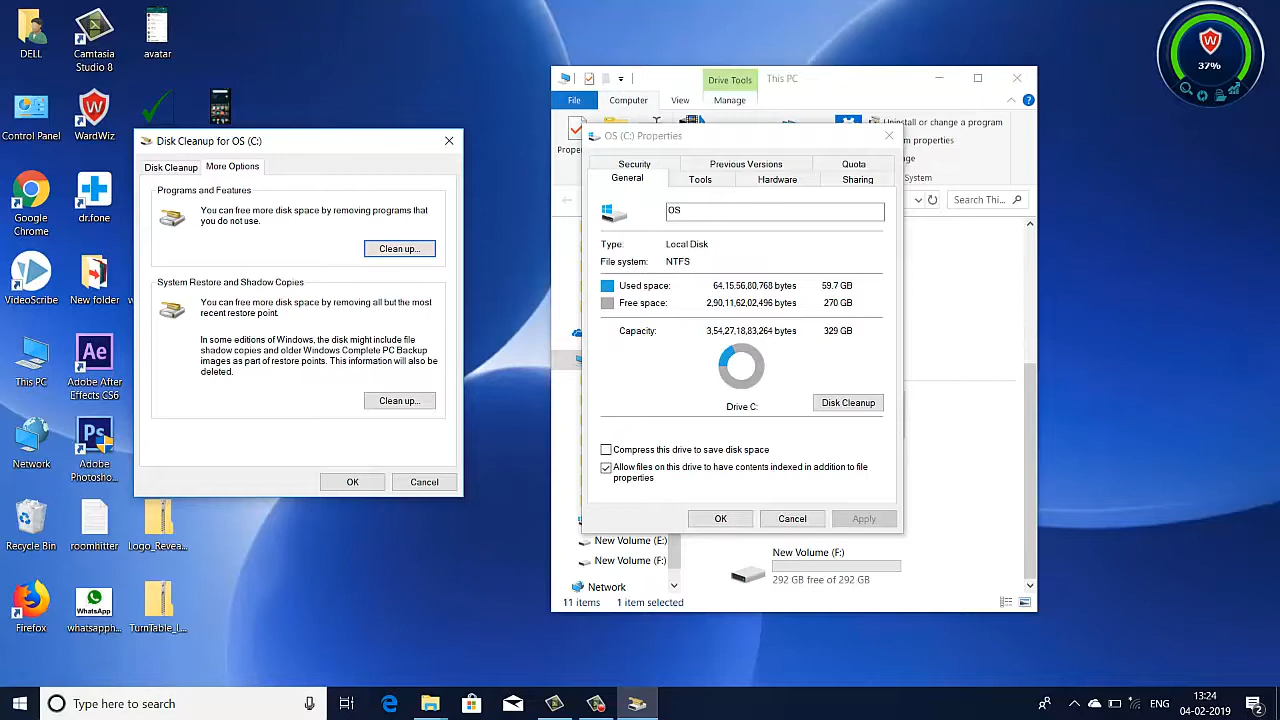 DELL
Camtasia
Studio 8
avatar
Control Panel
WardWiz
Google
Chrome
dr.fone
VideoScribe
New folder
This PC
Adobe After
Effects CS6
Network
Adobe
Photosho...
Recycle Bin
roomhitter
Logo_Revea...
Firefox
WhatsApp
whatsapph...
TurnTable_L...
Disk Cleanup for OS (C:)
Disk Cleanup
More Options
Programs and Features
You can free more disk space by removing programs that
you do not use.
Clean up...
System Restore and Shadow Copies
You can free more disk space by removing all but the most
recent restore point.
In some editions of Windows, the disk might include file
shadow copies and older Windows Complete PC Backup
images as part of restore points. This information will also be
deleted.
Clean up...
OK
Cancel
Drive Tools
This PC
File
Computer
View
Manage
Uninstall or change a program
System
Search Thi...
OS (C:) Properties
Security
Previous Versions
Quota
General
Tools
Hardware
Sharing
OS
Type:
Local Disk
File system:
NTFS
Used space:
64,15,56,80,768 bytes
59.7 GB
Free space:
2,90,11,62,02,496 bytes
270 GB
Capacity:
3,54,27,18,83,264 bytes
329 GB
Drive C:
Disk Cleanup
Compress this drive to save disk space
Allow files on this drive to have contents indexed in addition to file
properties
OK
Cancel
Apply
New Volume (E:)
New Volume (F:)
Network
New Volume (F:)
292 GB free of 292 GB
11 items
1 item selected
W
37%
Type here to search
ENG
13:24
04-02-2019
2